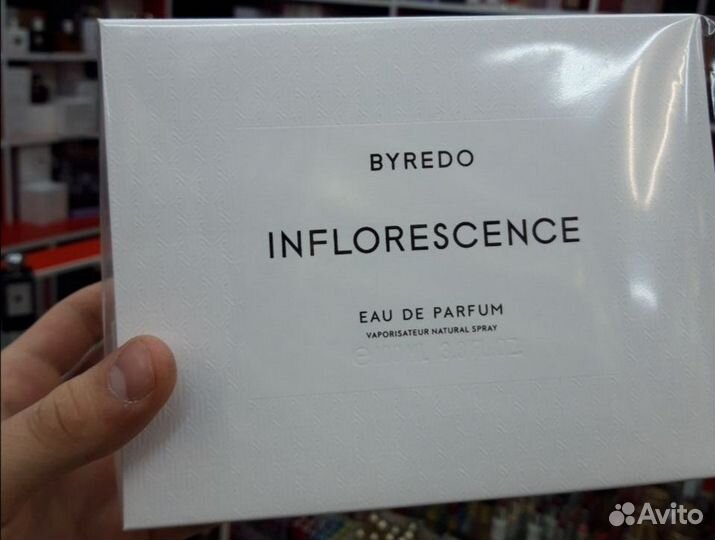 BYREDO
INFLORESCENCE
EAU DE PARFUM
VAPORISATEUR NATURAL SPRAY
Avito